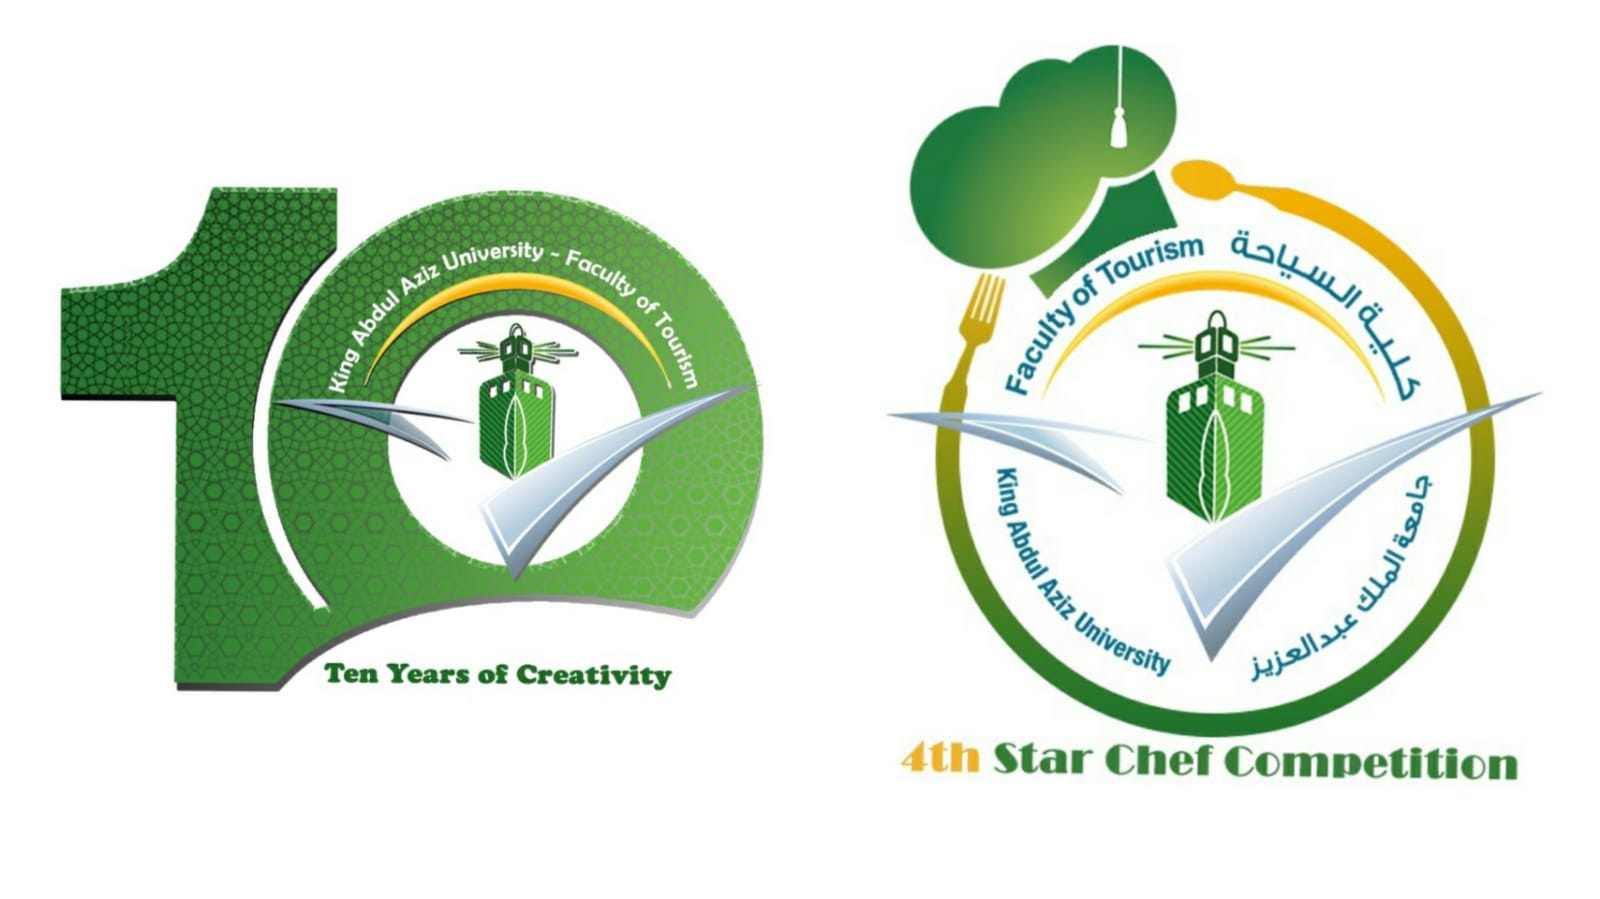 King Abdul Aziz University - Faculty of Tourism
Ten Years of Creativity
Faculty of Tourism
كلية السياحة
King Abdul Aziz University
جامعة الملك عبدالعزيز
4th Star Chef Competition